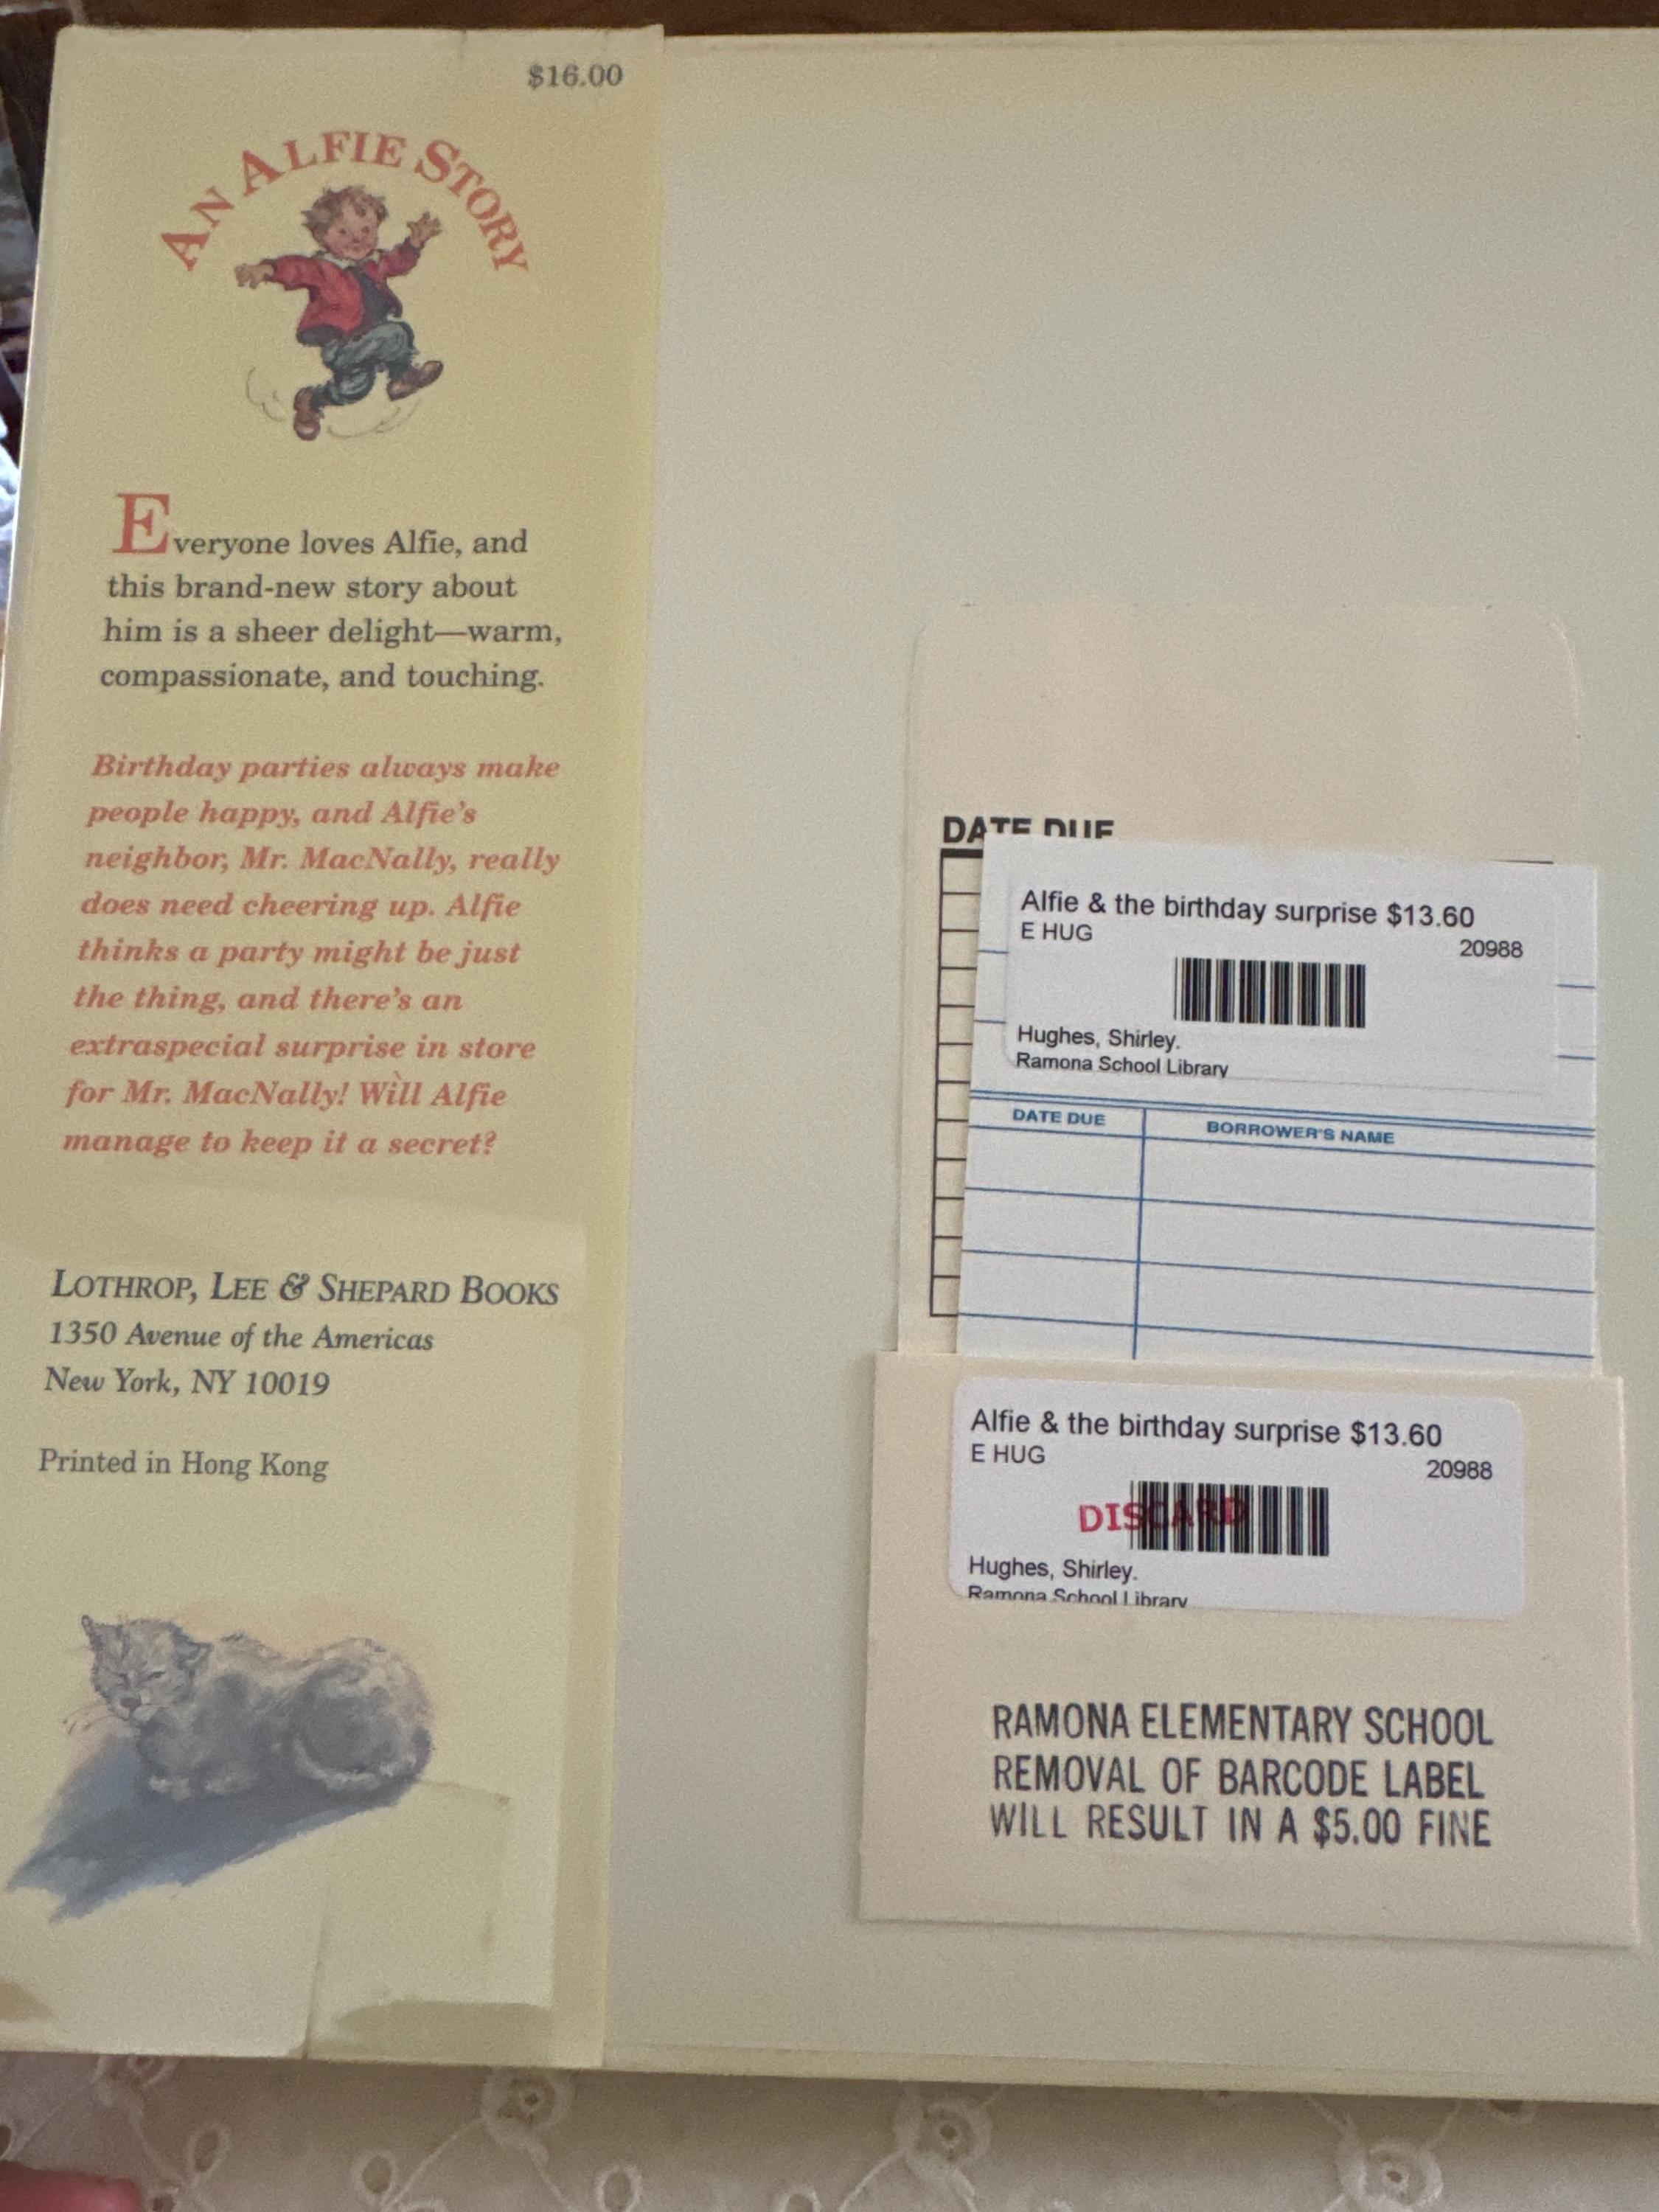 $16.00
AN ALFIE STORY
Everyone loves Alfie, and
this brand-new story about
him is a sheer delight—warm,
compassionate, and touching.
Birthday parties always make
people happy, and Alfie's
neighbor, Mr. MacNally, really
does need cheering up. Alfie
thinks a party might be just
the thing, and there's an
extraspecial surprise in store
for Mr. MacNally! Will Alfie
manage to keep it a secret?
LOTHROP, LEE & SHEPARD BOOKS
1350 Avenue of the Americas
New York, NY 10019
Printed in Hong Kong
DATE DUE
Alfie & the birthday surprise $13.60
E HUG
20988
Hughes, Shirley.
Ramona School Library
DATE DUE
BORROWER'S NAME
Alfie & the birthday surprise $13.60
E HUG
20988
DISCARD
Hughes, Shirley.
Ramona School Library
RAMONA ELEMENTARY SCHOOL
REMOVAL OF BARCODE LABEL
WILL RESULT IN A $5.00 FINE